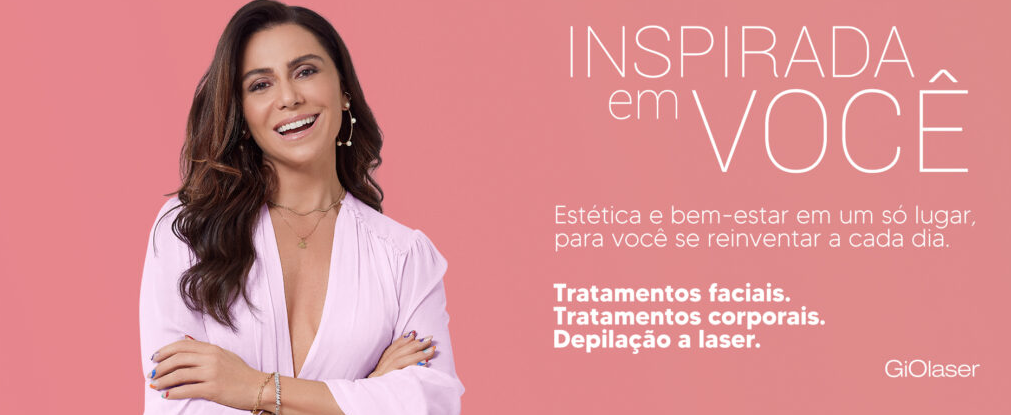 INSPIRADA
em VOCÊ
Estética e bem-estar em um só lugar,
para você se reinventar a cada dia.
Tratamentos faciais.
Tratamentos corporais.
Depilação a laser.
GiOlaser